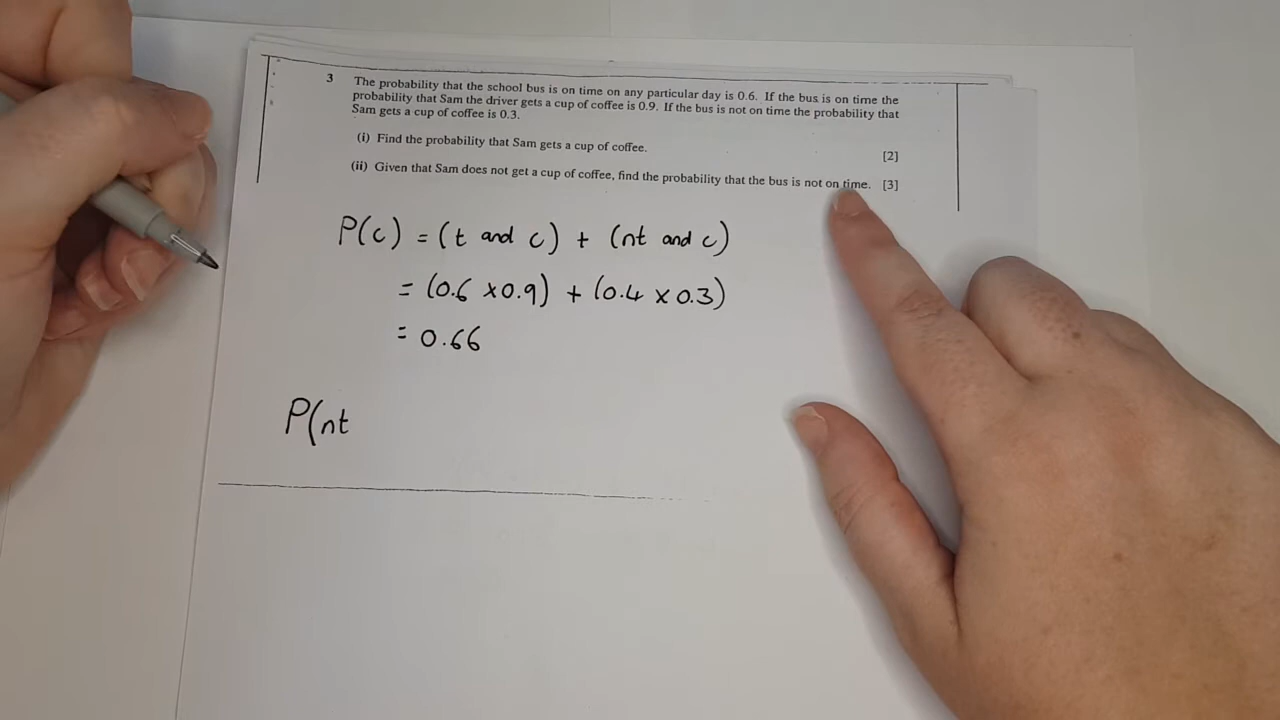 3 The probability that the school bus is on time on any particular day is 0.6. If the bus is on time the
probability that Sam the driver gets a cup of coffee is 0.9. If the bus is not on time the probability that
Sam gets a cup of coffee is 0.3.
(i) Find the probability that Sam gets a cup of coffee. [2]
(ii) Given that Sam does not get a cup of coffee, find the probability that the bus is not on time. [3]
P(c) = (t and c) + (nt and c)
= (0.6 × 0.9) + (0.4 × 0.3)
= 0.66
P(nt